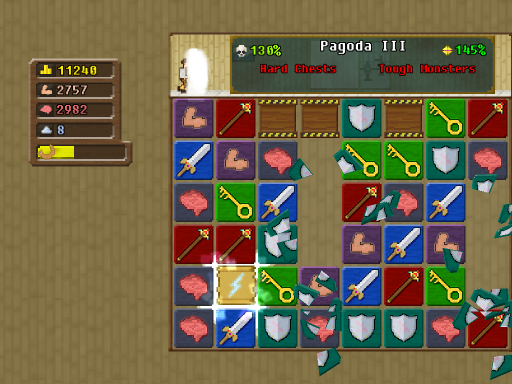 Pagoda III
130%
145%
Hard Chests
Tough Monsters
11240
2757
2982
8